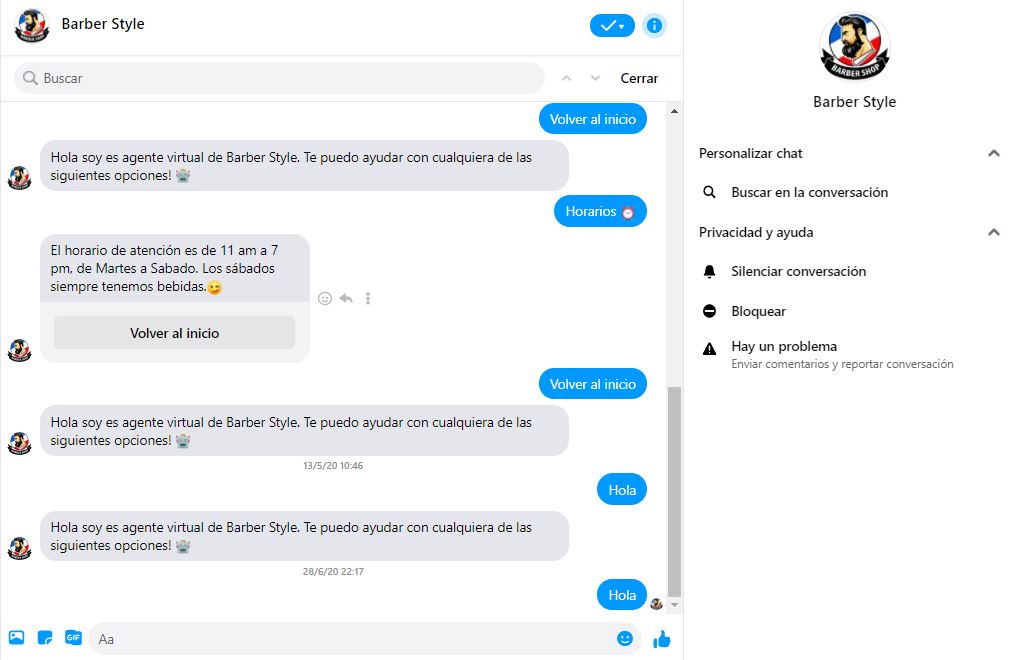 Barber Style
Buscar
Cerrar
Volver al inicio
Hola soy es agente virtual de Barber Style. Te puedo ayudar con cualquiera de las
siguientes opciones! 🤖
Horarios ⏰
El horario de atención es de 11 am a 7
pm, de Martes a Sabado. Los sábados
siempre tenemos bebidas.😉
Volver al inicio
Volver al inicio
Hola soy es agente virtual de Barber Style. Te puedo ayudar con cualquiera de las
siguientes opciones! 🤖
13/5/20 10:46
Hola
Hola soy es agente virtual de Barber Style. Te puedo ayudar con cualquiera de las
siguientes opciones! 🤖
28/6/20 22:17
Hola
GIF
Aa
BARBER SHOP
Barber Style
Personalizar chat
Buscar en la conversación
Privacidad y ayuda
Silenciar conversación
Bloquear
Hay un problema
Enviar comentarios y reportar conversación